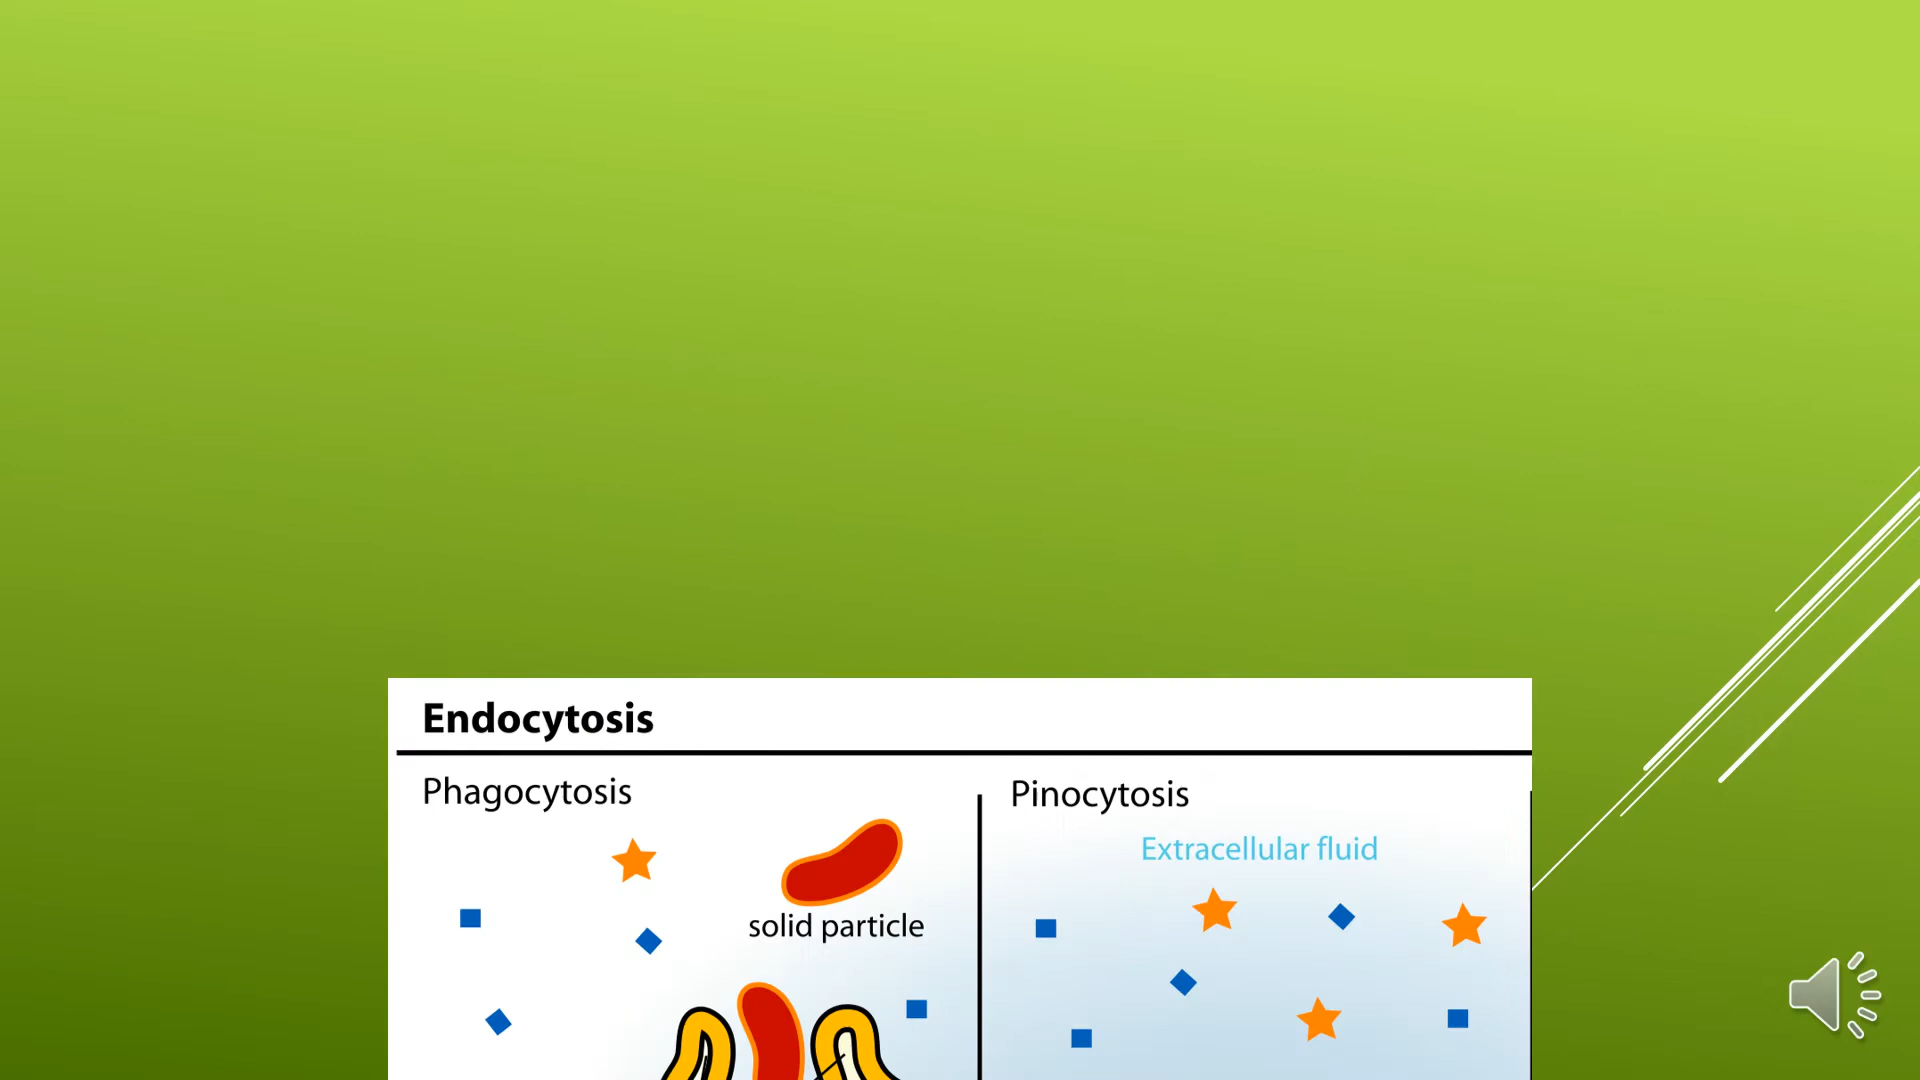 Endocytosis
Phagocytosis
Pinocytosis
Extracellular fluid
solid particle